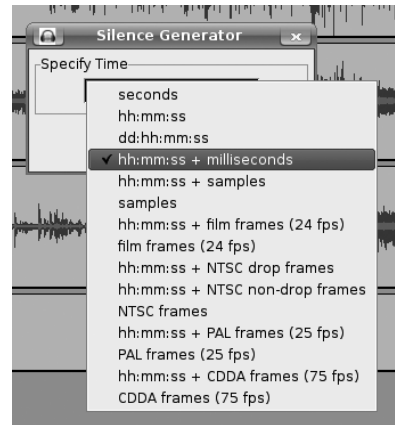 Silence Generator
Specify Time
seconds
hh:mm:ss
dd:hh:mm:ss
hh:mm:ss + milliseconds
hh:mm:ss + samples
samples
hh:mm:ss + film frames (24 fps)
film frames (24 fps)
hh:mm:ss + NTSC drop frames
hh:mm:ss + NTSC non-drop frames
NTSC frames
hh:mm:ss + PAL frames (25 fps)
PAL frames (25 fps)
hh:mm:ss + CDDA frames (75 fps)
CDDA frames (75 fps)